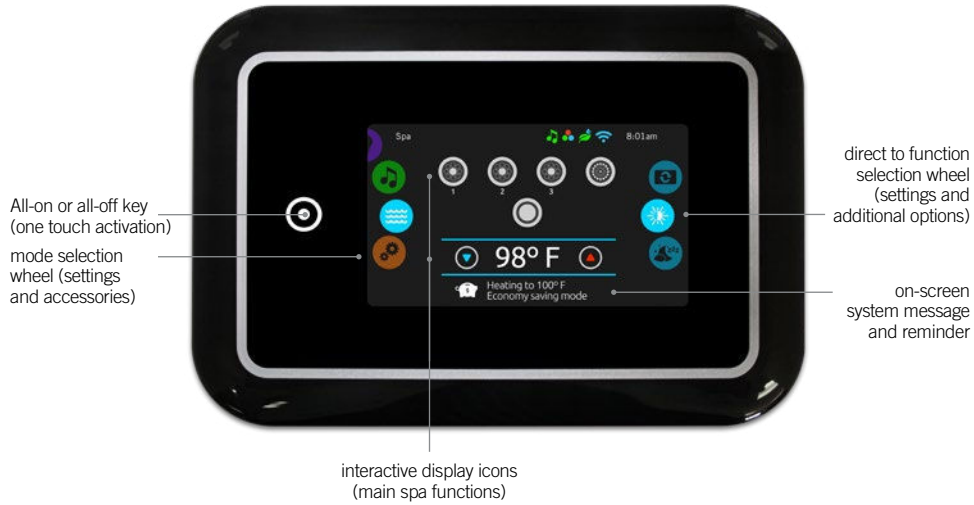 Spa
8:01am
1
2
3
98° F
Heating to 100° F
Economy saving mode
All-on or all-off key
(one touch activation)
mode selection
wheel (settings
and accessories)
direct to function
selection wheel
(settings and
additional options)
on-screen
system message
and reminder
interactive display icons
(main spa functions)